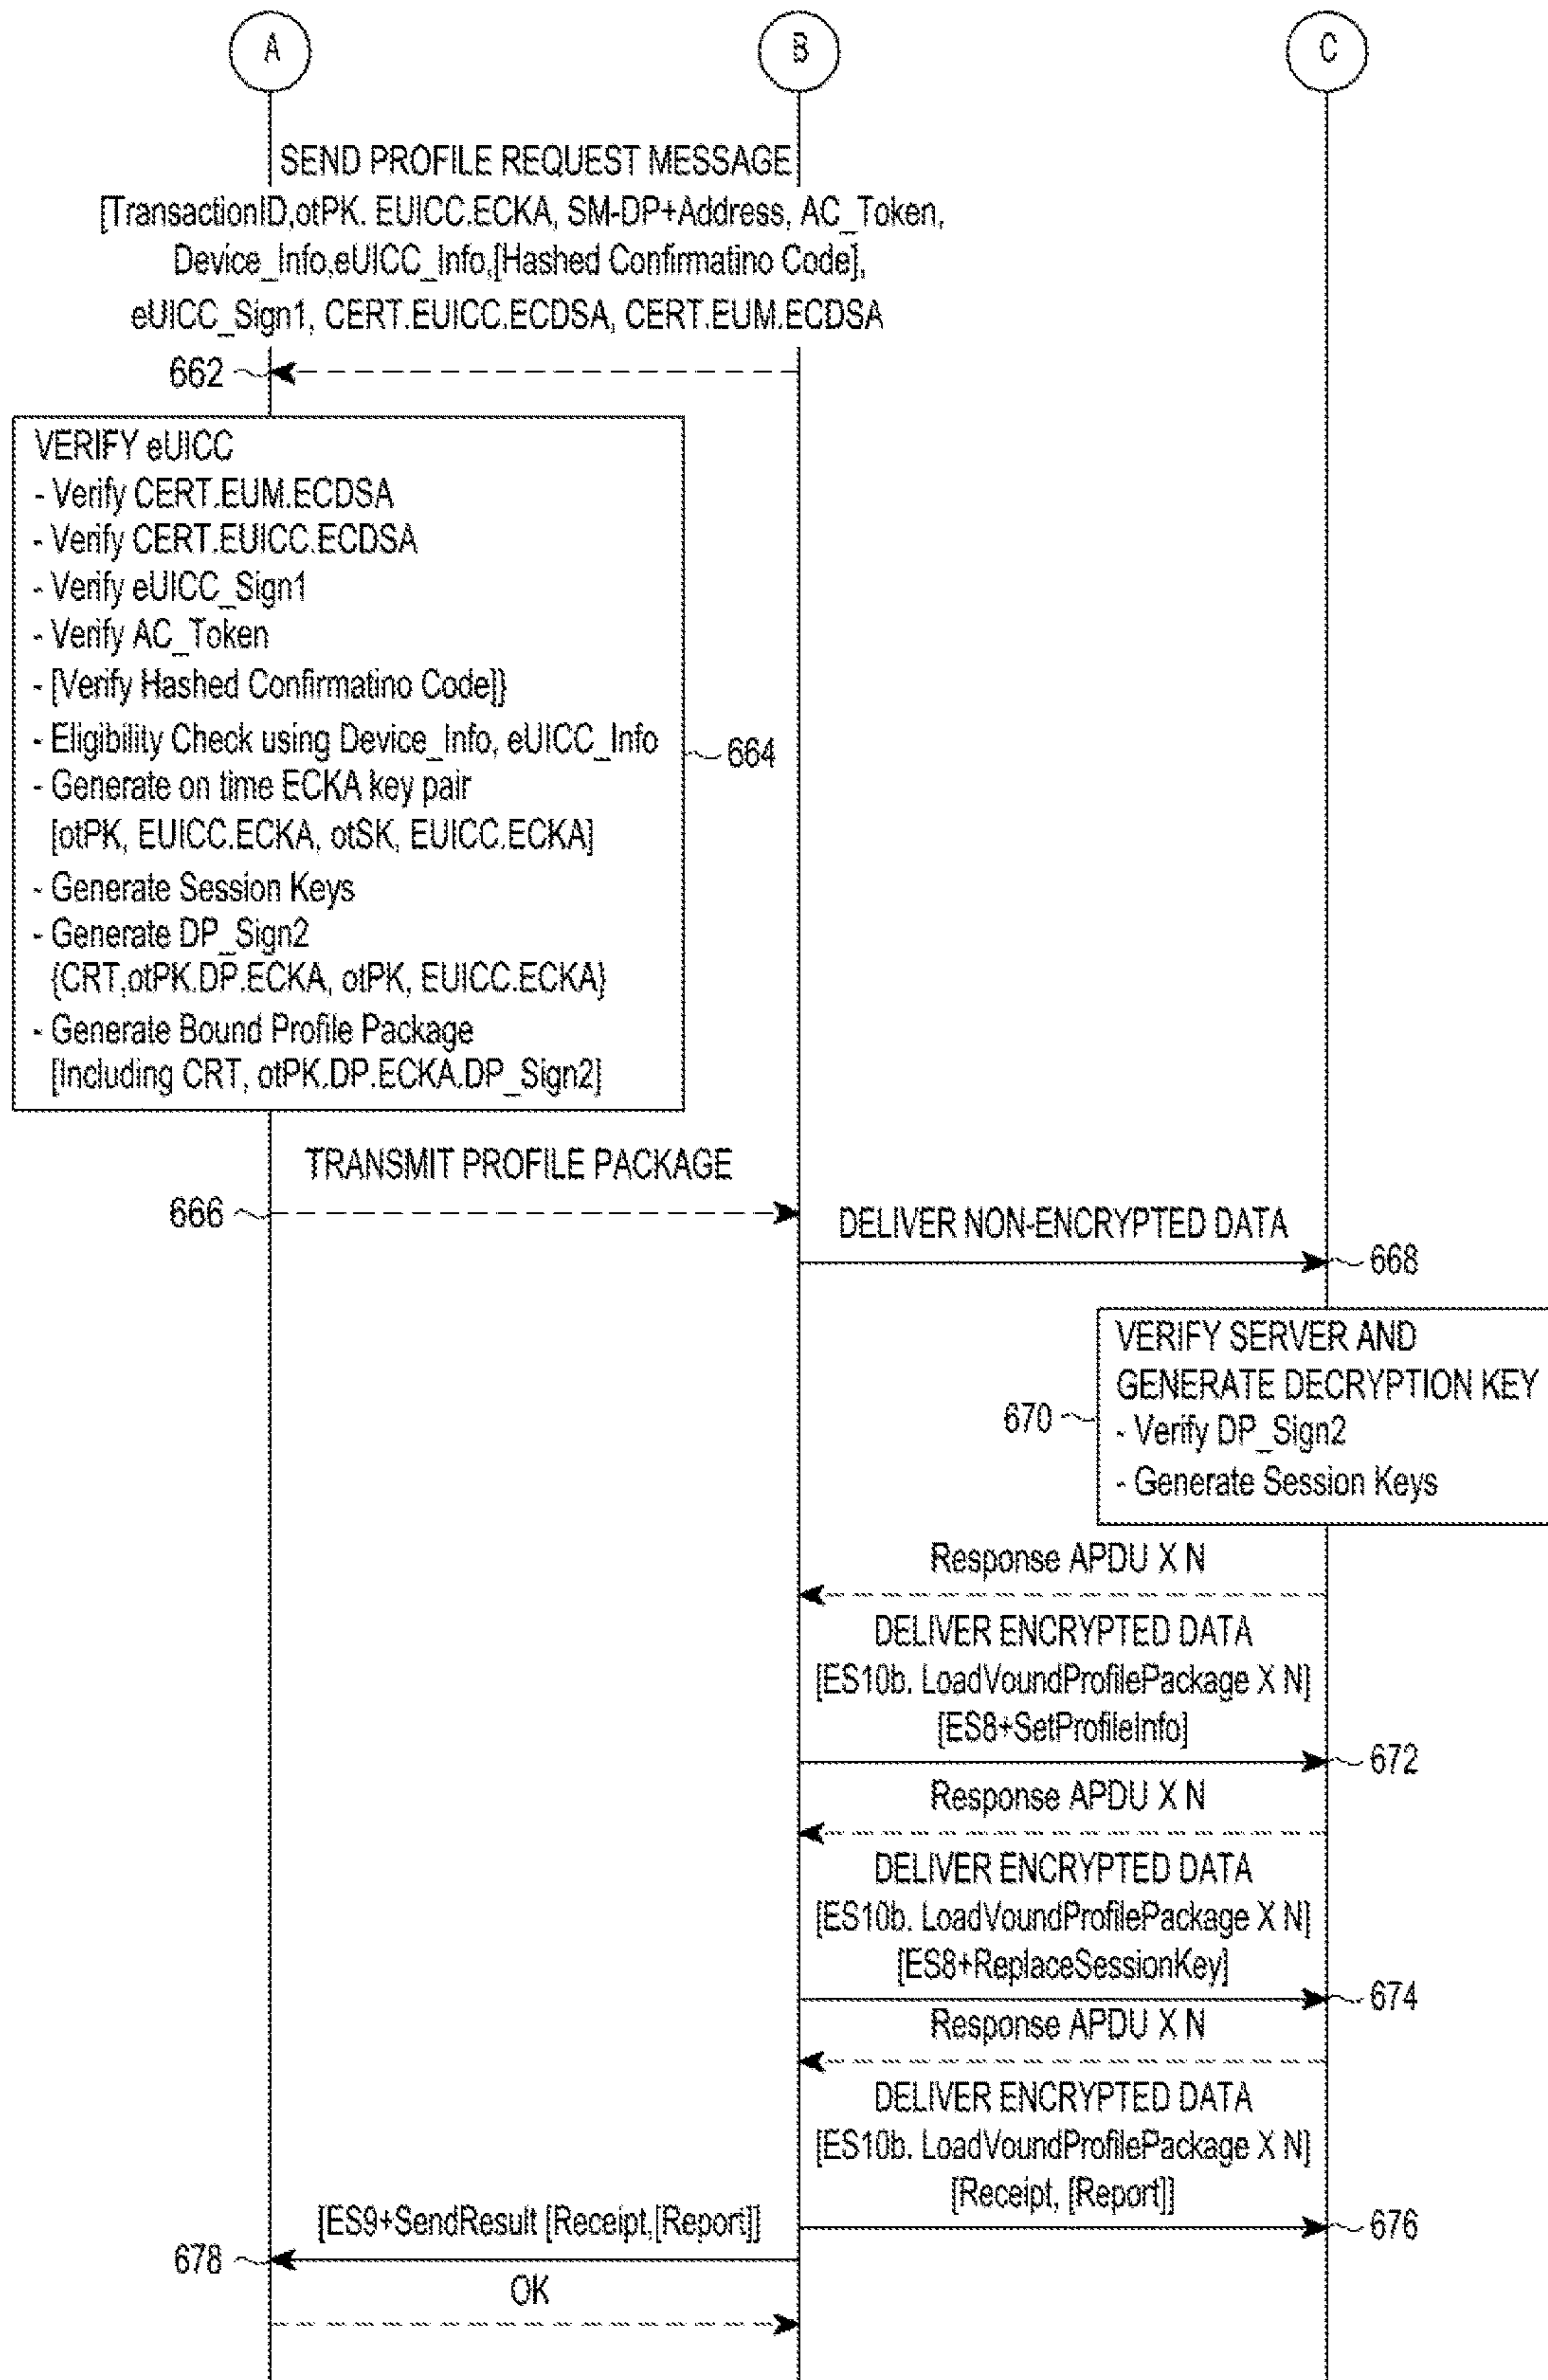 A
B
C
SEND PROFILE REQUEST MESSAGE
[TransactionID,otPK. EUICC.ECKA, SM-DP+Address, AC_Token,
Device_Info,eUICC_Info,[Hashed Confirmatino Code],
eUICC_Sign1, CERT.EUICC.ECDSA, CERT.EUM.ECDSA
662
VERIFY eUICC
- Verify CERT.EUM.ECDSA
- Verify CERT.EUICC.ECDSA
- Verify eUICC_Sign1
- Verify AC_Token
- [Verify Hashed Confirmatino Code]}
- Eligibility Check using Device_Info, eUICC_Info
- Generate on time ECKA key pair
[otPK, EUICC.ECKA, otSK, EUICC.ECKA]
- Generate Session Keys
- Generate DP_Sign2
{CRT,otPK.DP.ECKA, otPK, EUICC.ECKA}
- Generate Bound Profile Package
[Including CRT, otPK.DP.ECKA.DP_Sign2]
664
TRANSMIT PROFILE PACKAGE
666
DELIVER NON-ENCRYPTED DATA
668
VERIFY SERVER AND
GENERATE DECRYPTION KEY
- Verify DP_Sign2
- Generate Session Keys
670
Response APDU X N
DELIVER ENCRYPTED DATA
[ES10b. LoadVoundProfilePackage X N]
[ES8+SetProfileInfo]
672
Response APDU X N
DELIVER ENCRYPTED DATA
[ES10b. LoadVoundProfilePackage X N]
[ES8+ReplaceSessionKey]
674
Response APDU X N
DELIVER ENCRYPTED DATA
[ES10b. LoadVoundProfilePackage X N]
[Receipt, [Report]]
676
[ES9+SendResult [Receipt,[Report]]
678
OK